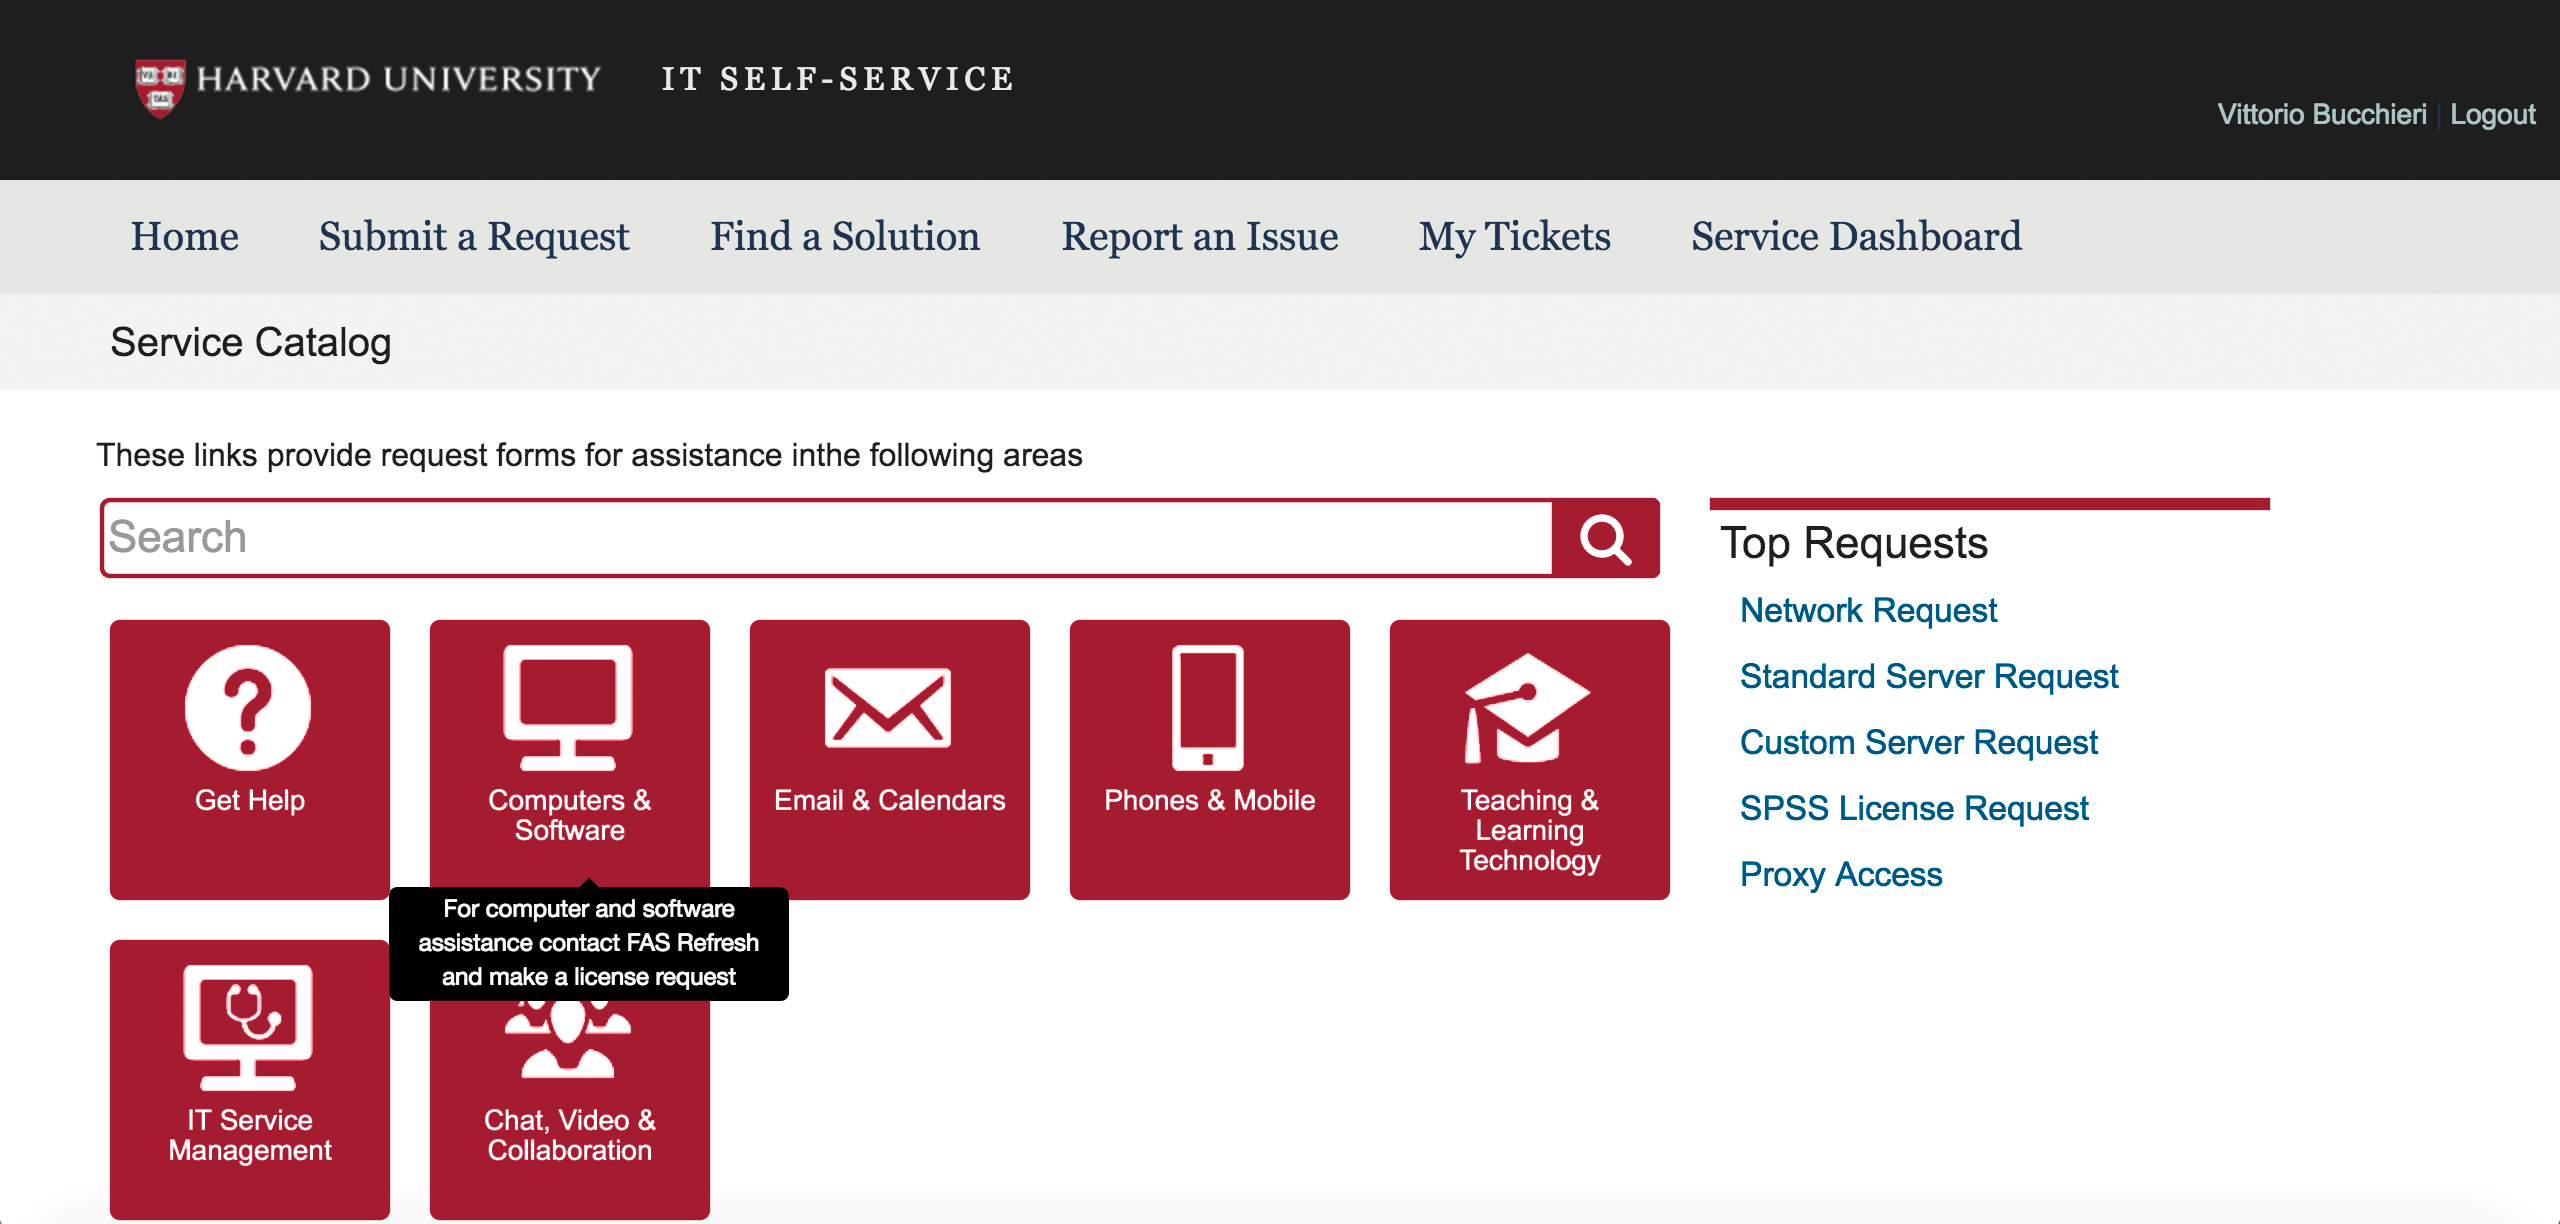 HARVARD UNIVERSITY
IT SELF-SERVICE
Vittorio Bucchieri | Logout
Home
Submit a Request
Find a Solution
Report an Issue
My Tickets
Service Dashboard
Service Catalog
These links provide request forms for assistance inthe following areas
Search
Get Help
Computers &
Software
Email & Calendars
Phones & Mobile
Teaching &
Learning
Technology
For computer and software
assistance contact FAS Refresh
and make a license request
IT Service
Management
Chat, Video &
Collaboration
Top Requests
Network Request
Standard Server Request
Custom Server Request
SPSS License Request
Proxy Access